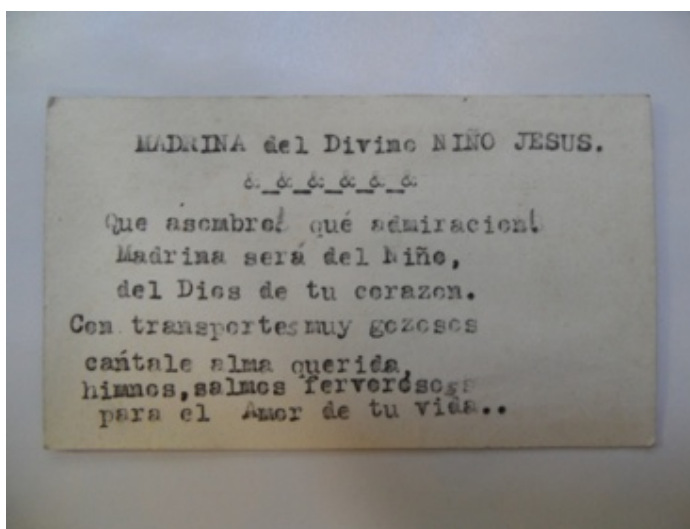 MADRINA del Divino NIÑO JESUS.
&_&_&_&_&_&
Que asombro! qué admiracion!
Madrina será del Niño,
del Dios de tu corazon.
Con transportes muy gozosos
cańtale alma querida,
himnos, salmos fervorosos
para el Amor de tu vida..